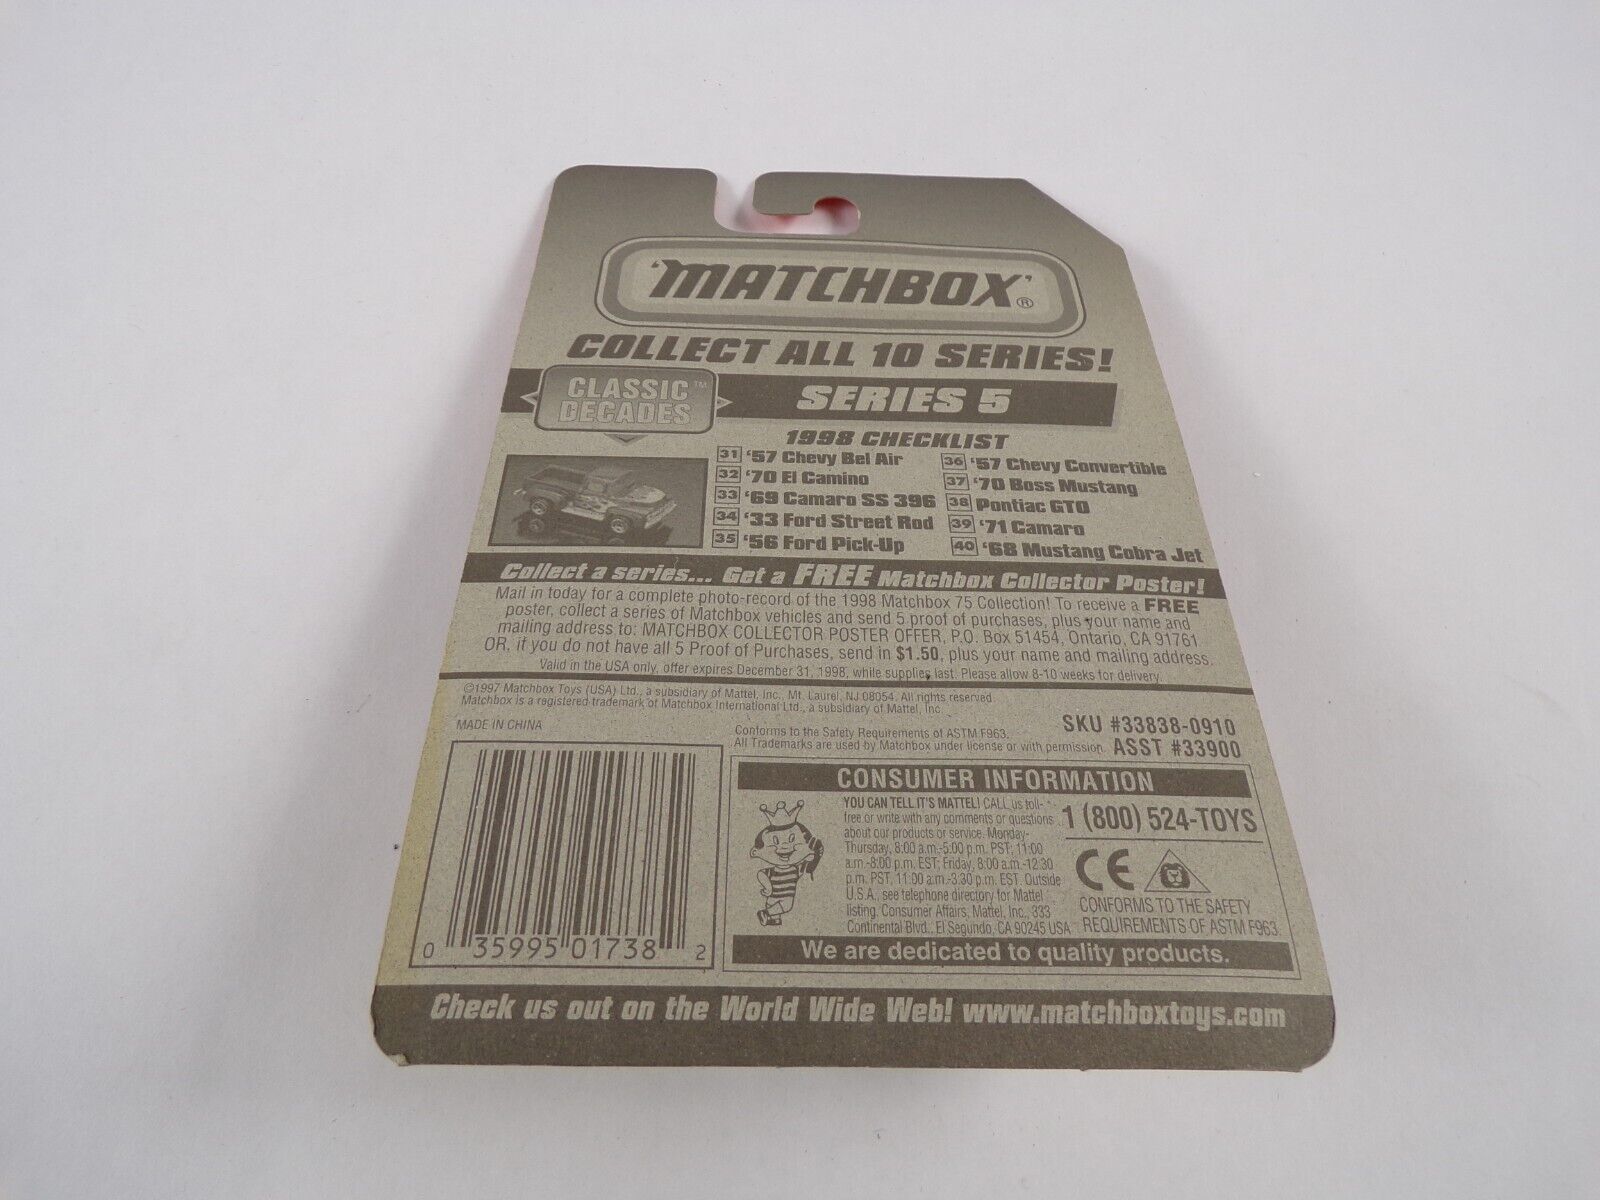 'MATCHBOX'®
COLLECT ALL 10 SERIES!
CLASSIC™
DECADES
SERIES 5
1998 CHECKLIST
31 '57 Chevy Bel Air
32 '70 El Camino
33 '69 Camaro SS 396
34 '33 Ford Street Rod
35 '56 Ford Pick-Up
36 '57 Chevy Convertible
37 '70 Boss Mustang
38 Pontiac GTO
39 '71 Camaro
40 '68 Mustang Cobra Jet
Collect a series... Get a FREE Matchbox Collector Poster!
Mail in today for a complete photo-record of the 1998 Matchbox 75 Collection! To receive a FREE
poster, collect a series of Matchbox vehicles and send 5 proof of purchases, plus your name and
mailing address to: MATCHBOX COLLECTOR POSTER OFFER, P.O. Box 51454, Ontario, CA 91761
OR, if you do not have all 5 Proof of Purchases, send in $1.50, plus your name and mailing address.
Valid in the USA only, offer expires December 31, 1998, while supplies last. Please allow 8-10 weeks for delivery.
©1997 Matchbox Toys (USA) Ltd., a subsidiary of Mattel, Inc., Mt. Laurel, NJ 08054. All rights reserved.
Matchbox is a registered trademark of Matchbox International Ltd., a subsidiary of Mattel, Inc.
MADE IN CHINA
Conforms to the Safety Requirements of ASTM F963.
All Trademarks are used by Matchbox under license or with permission.
SKU #33838-0910
ASST #33900
0 35995 01738 2
CONSUMER INFORMATION
YOU CAN TELL IT'S MATTEL! CALL us toll-
free or write with any comments or questions
about our products or service. Monday-
Thursday, 8:00 a.m.-5:00 p.m. PST; 11:00
a.m.-8:00 p.m. EST; Friday, 8:00 a.m.-12:30
p.m. PST, 11:00 a.m.-3:30 p.m. EST. Outside
U.S.A., see telephone directory for Mattel
listing. Consumer Affairs, Mattel, Inc., 333
Continental Blvd., El Segundo, CA 90245 USA
1 (800) 524-TOYS
CE
CONFORMS TO THE SAFETY
REQUIREMENTS OF ASTM F963.
We are dedicated to quality products.
Check us out on the World Wide Web! www.matchboxtoys.com